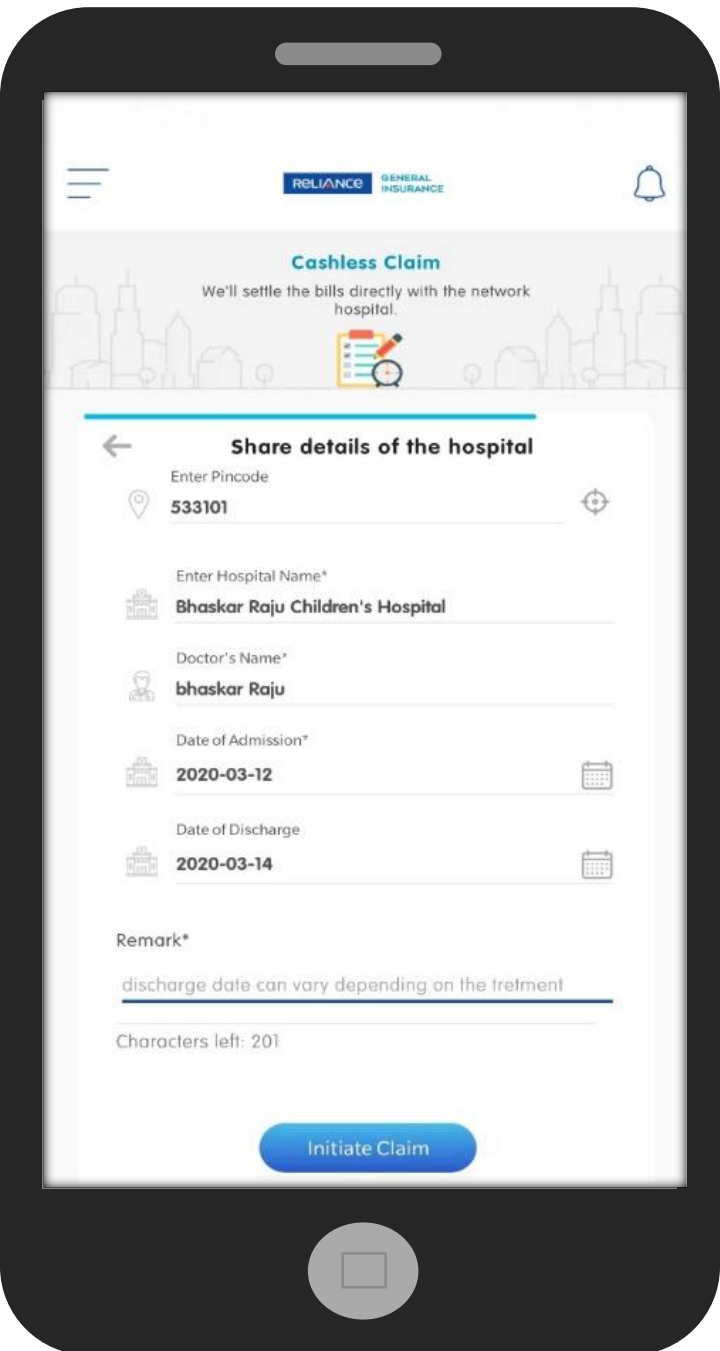 RELIANCE GENERAL
INSURANCE
Cashless Claim
We'll settle the bills directly with the network
hospital.
Share details of the hospital
Enter Pincode
533101
Enter Hospital Name*
Bhaskar Raju Children's Hospital
Doctor's Name*
bhaskar Raju
Date of Admission*
2020-03-12
Date of Discharge
2020-03-14
Remark*
discharge date can vary depending on the tretment
Characters left: 201
Initiate Claim